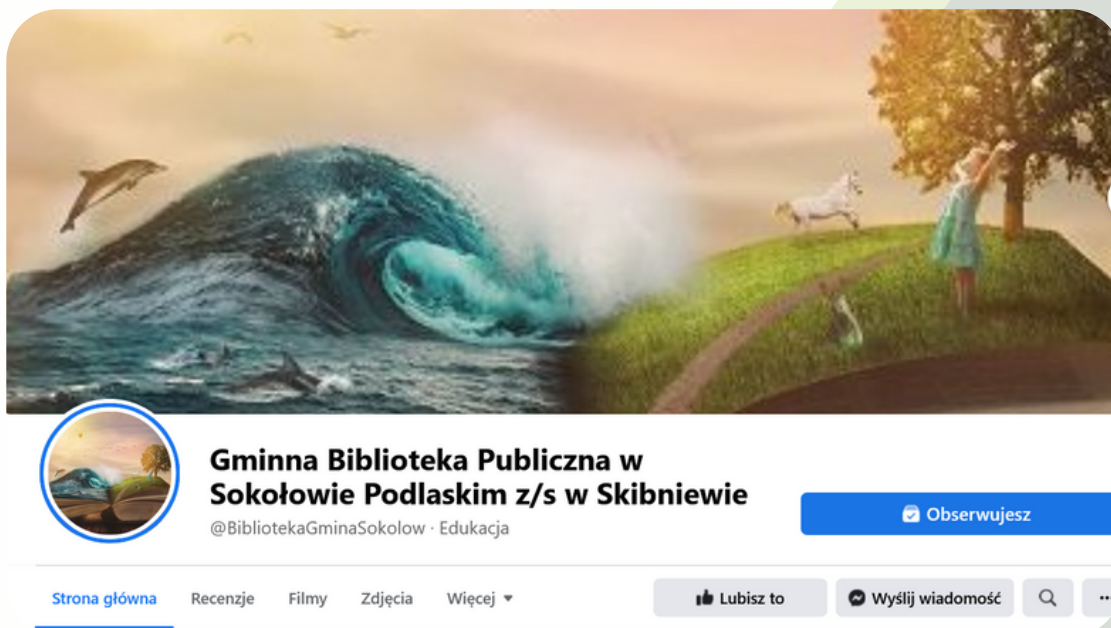 Gminna Biblioteka Publiczna w
Sokołowie Podlaskim z/s w Skibniewie
@BibliotekaGminaSokolow · Edukacja
Obserwujesz
Strona główna Recenzje Filmy Zdjęcia Więcej Lubisz to Wyślij wiadomość